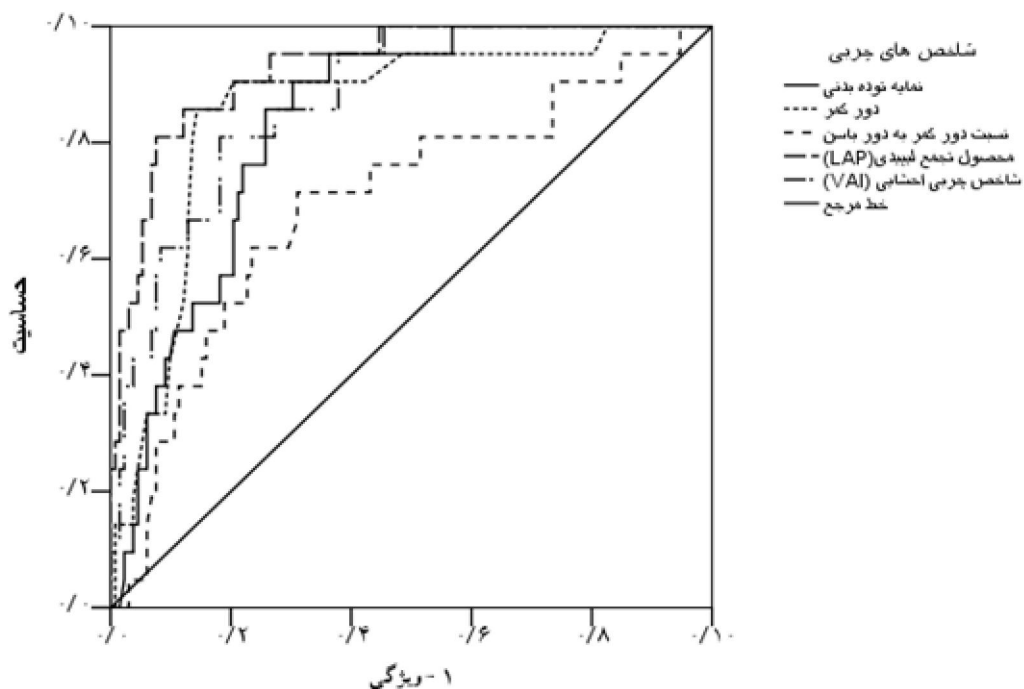 شاخص های چربی
نمایه توده بدنی
دور کمر
نسبت دور کمر به دور باسن
محصول تجمع لیپیدی(LAP)
شاخص چربی احشایی (VAI)
خط مرجع
حساسیت
۰/۱۰
۰/۸
۰/۶
۰/۴
۰/۲
۰/۰
۰/۰
۰/۲
۰/۴
۰/۶
۰/۸
۰/۱۰
۱ - ویژگی